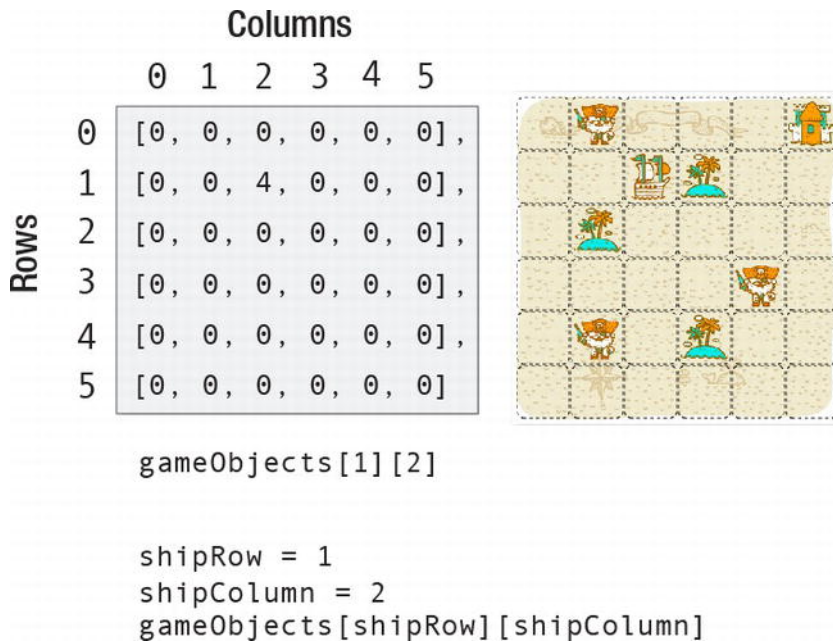 Columns
0 1 2 3 4 5
Rows
0 [0, 0, 0, 0, 0, 0],
1 [0, 0, 4, 0, 0, 0],
2 [0, 0, 0, 0, 0, 0],
3 [0, 0, 0, 0, 0, 0],
4 [0, 0, 0, 0, 0, 0],
5 [0, 0, 0, 0, 0, 0]
gameObjects[1][2]
shipRow = 1
shipColumn = 2
gameObjects[shipRow][shipColumn]